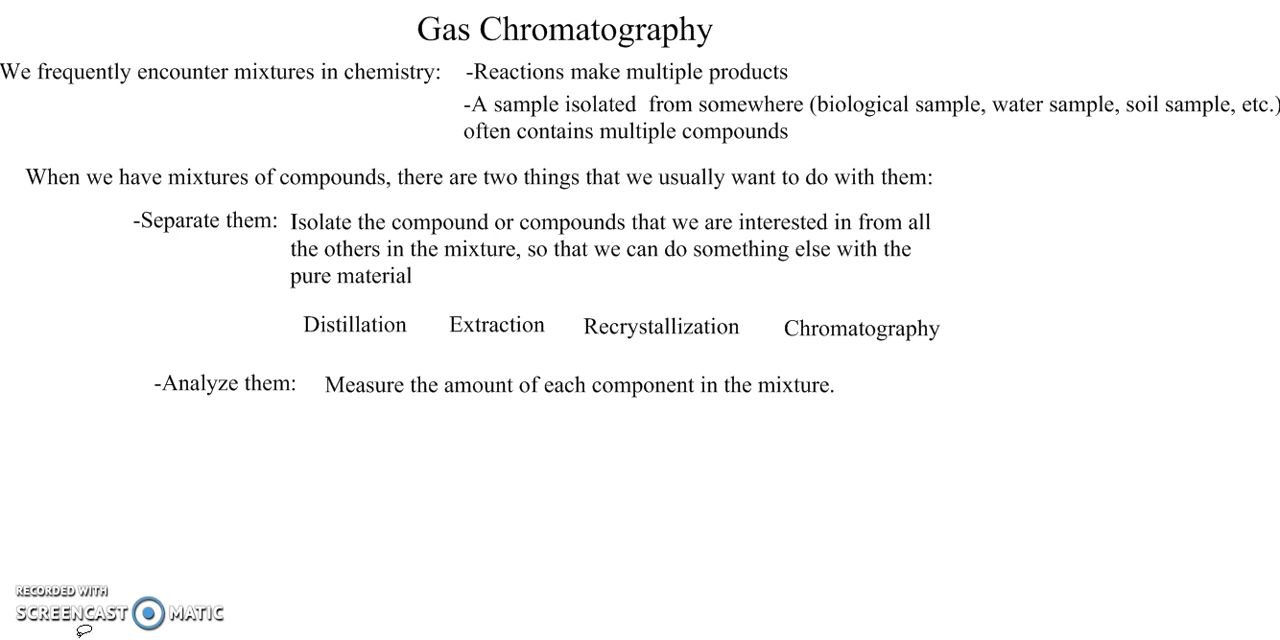 Gas Chromatography
We frequently encounter mixtures in chemistry: -Reactions make multiple products
-A sample isolated from somewhere (biological sample, water sample, soil sample, etc.)
often contains multiple compounds
When we have mixtures of compounds, there are two things that we usually want to do with them:
-Separate them: Isolate the compound or compounds that we are interested in from all
the others in the mixture, so that we can do something else with the
pure material
Distillation Extraction Recrystallization Chromatography
-Analyze them: Measure the amount of each component in the mixture.
RECORDED WITH
SCREENCAST MATIC